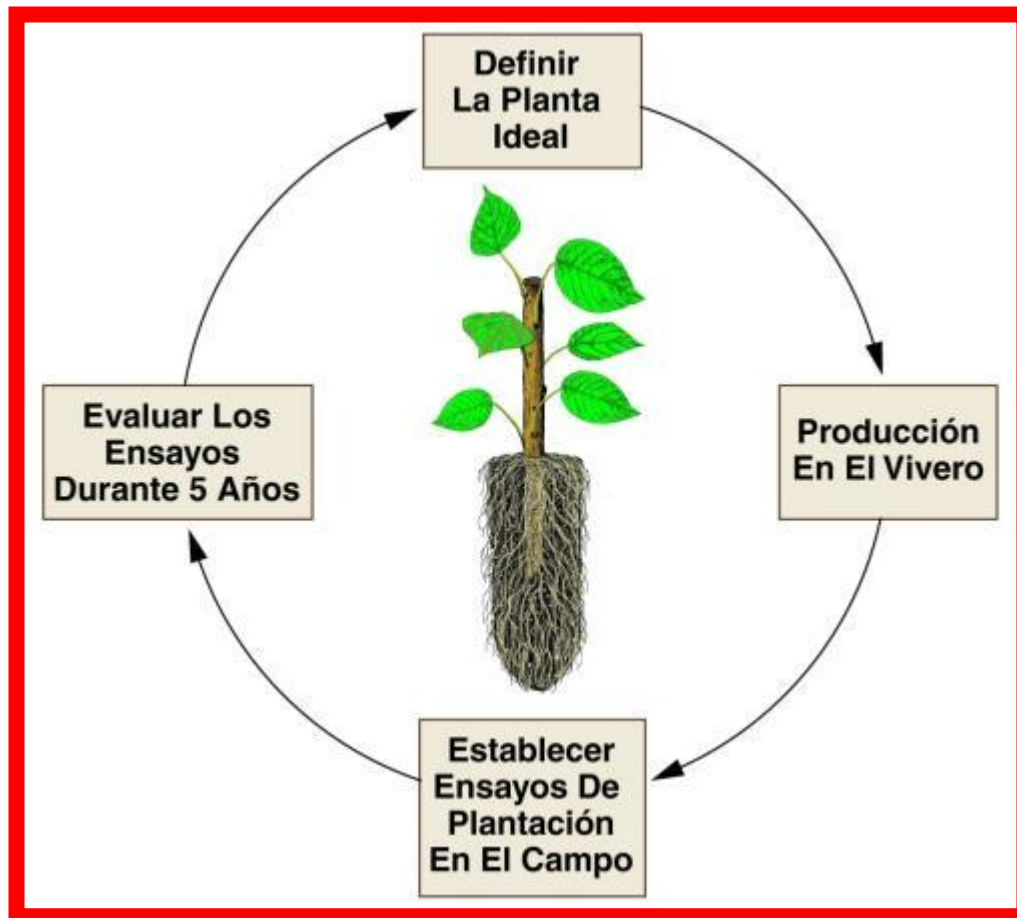 Definir
La Planta
Ideal
Producción
En El Vivero
Establecer
Ensayos De
Plantación
En El Campo
Evaluar Los
Ensayos
Durante 5 Años